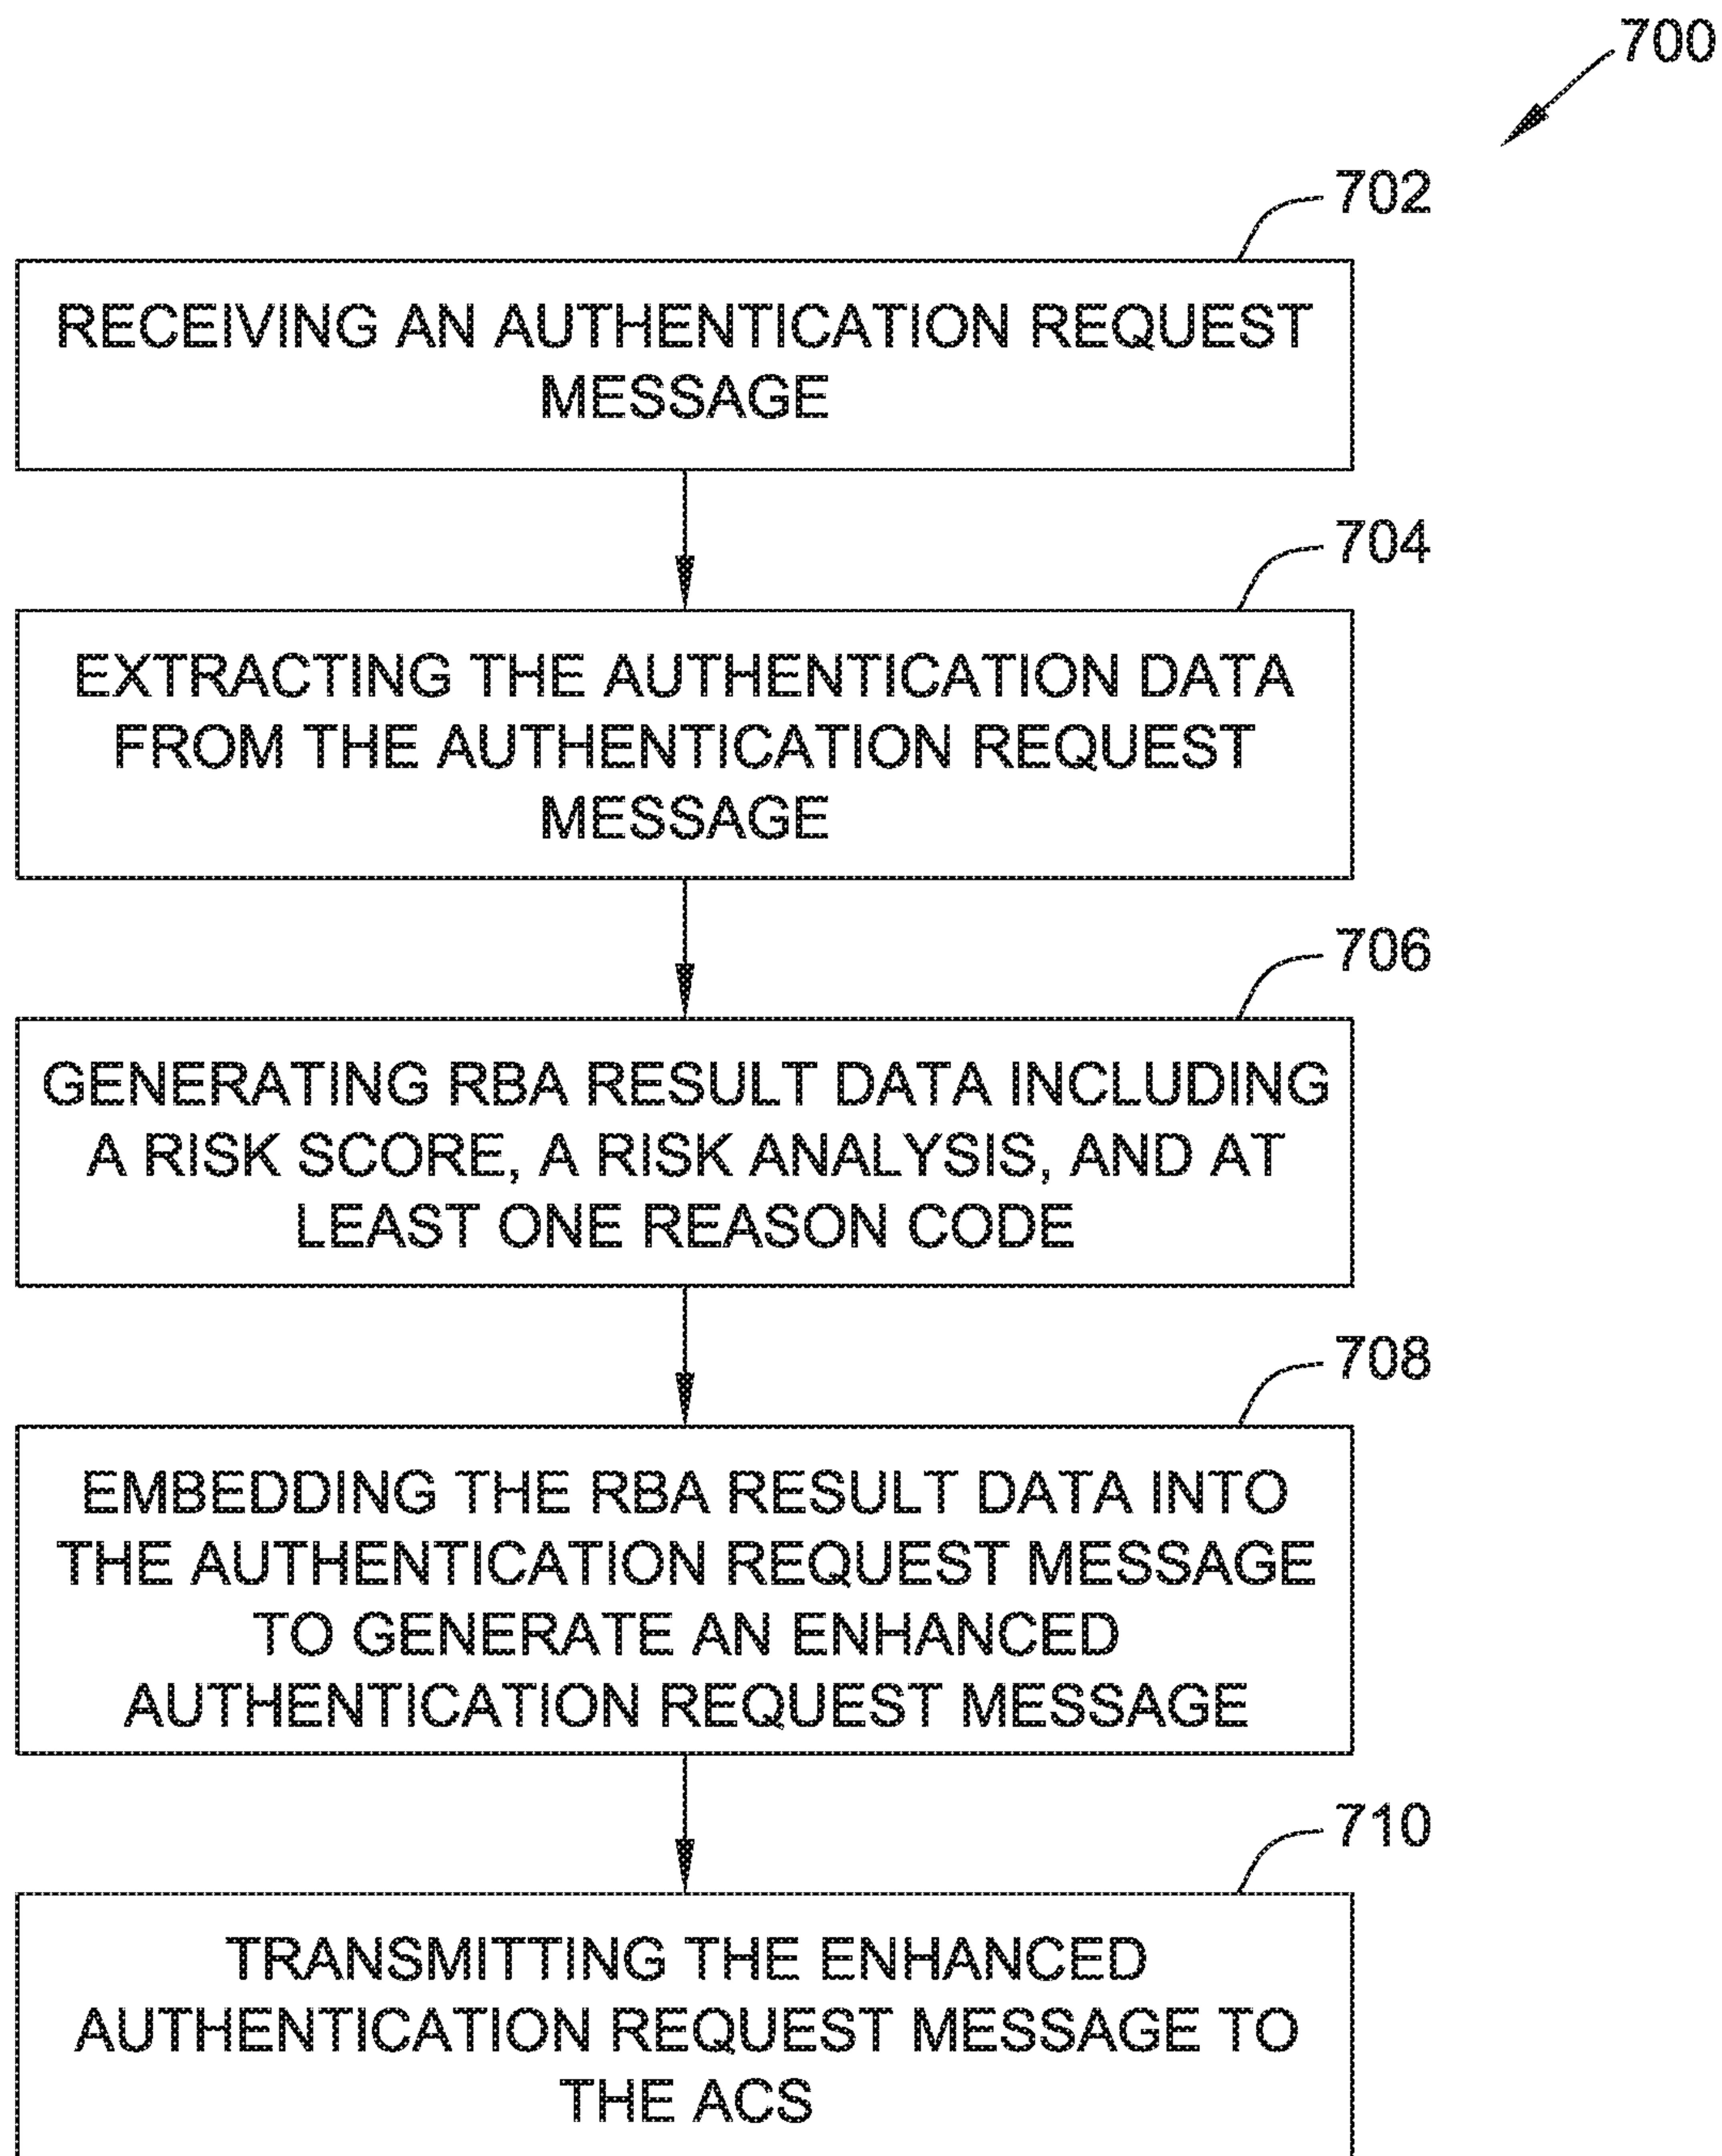 700
702
RECEIVING AN AUTHENTICATION REQUEST
MESSAGE
704
EXTRACTING THE AUTHENTICATION DATA
FROM THE AUTHENTICATION REQUEST
MESSAGE
706
GENERATING RBA RESULT DATA INCLUDING
A RISK SCORE, A RISK ANALYSIS, AND AT
LEAST ONE REASON CODE
708
EMBEDDING THE RBA RESULT DATA INTO
THE AUTHENTICATION REQUEST MESSAGE
TO GENERATE AN ENHANCED
AUTHENTICATION REQUEST MESSAGE
710
TRANSMITTING THE ENHANCED
AUTHENTICATION REQUEST MESSAGE TO
THE ACS